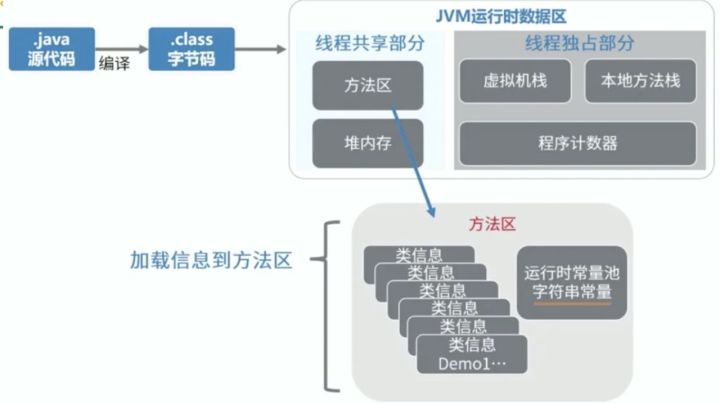 .java
源代码
编译
.class
字节码
JVM运行时数据区
线程共享部分
线程独占部分
方法区
虚拟机栈
本地方法栈
堆内存
程序计数器
方法区
加载信息到方法区
类信息
类信息
类信息
类信息
类信息
类信息
Demo1…
运行时常量池
字符串常量